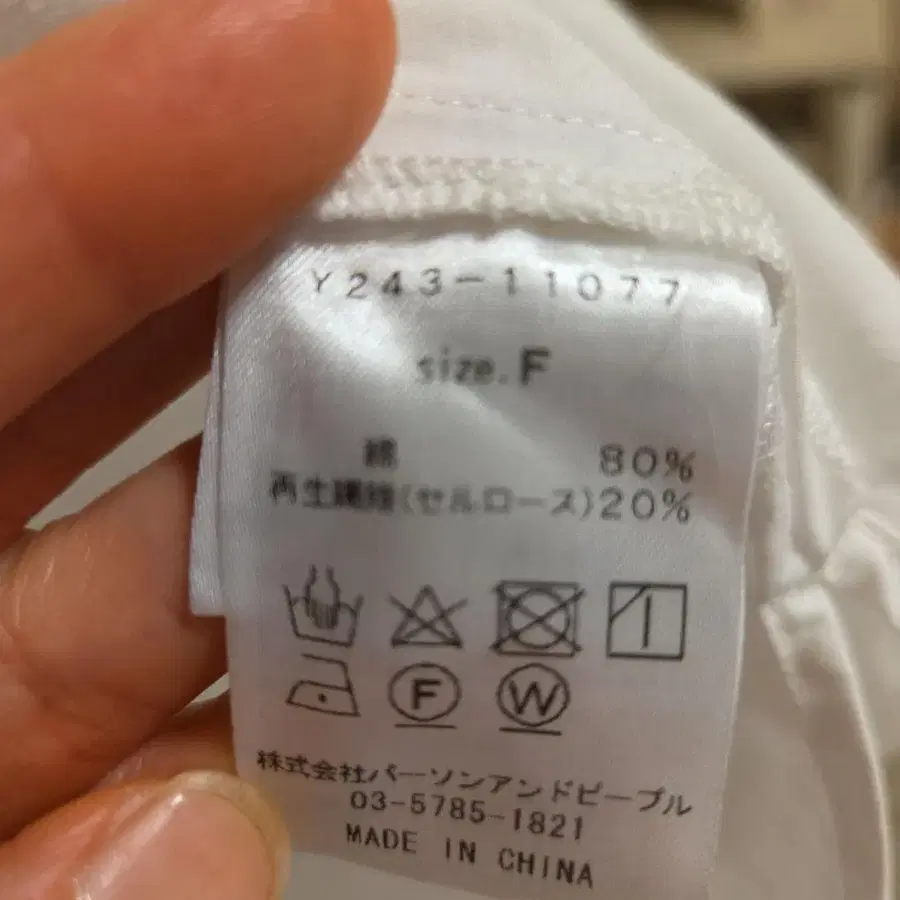 Y243-11077
size.F
綿 80%
再生繊維(セルロース)20%
F W
株式会社パーソンアンドピープル
03-5785-1821
MADE IN CHINA